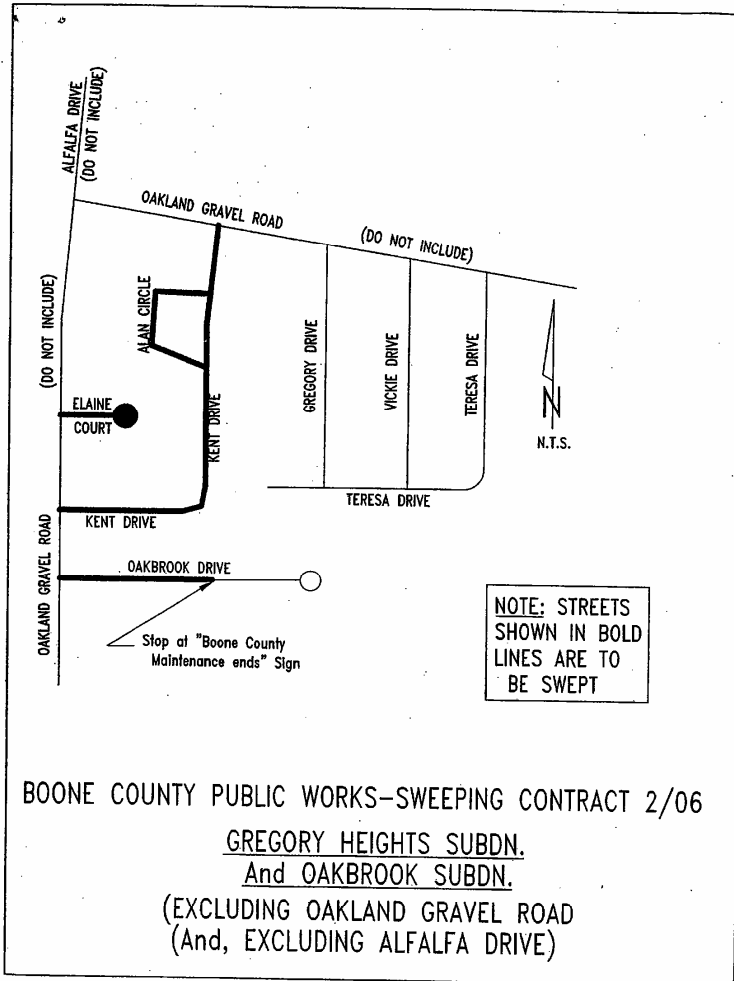 ALFALFA DRIVE
(DO NOT INCLUDE)
OAKLAND GRAVEL ROAD
(DO NOT INCLUDE)
(DO NOT INCLUDE)
ALAN CIRCLE
GREGORY DRIVE
VICKIE DRIVE
TERESA DRIVE
N
N.T.S.
ELAINE
COURT
KENT DRIVE
TERESA DRIVE
KENT DRIVE
OAKLAND GRAVEL ROAD
OAKBROOK DRIVE
Stop at "Boone County
Maintenance ends" Sign
NOTE: STREETS
SHOWN IN BOLD
LINES ARE TO
BE SWEPT
BOONE COUNTY PUBLIC WORKS-SWEEPING CONTRACT 2/06
GREGORY HEIGHTS SUBDN.
And OAKBROOK SUBDN.
(EXCLUDING OAKLAND GRAVEL ROAD
(And, EXCLUDING ALFALFA DRIVE)